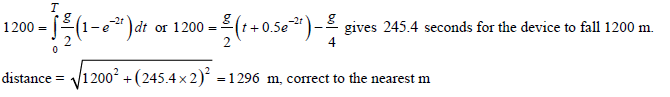 1200 = ∫₀ᵀ g/2 (1 − e^(−2t)) dt or 1200 = g/2 (t + 0.5e^(−2t)) − g/4 gives 245.4 seconds for the device to fall 1200 m.
distance = √(1200² + (245.4 × 2)²) = 1296 m, correct to the nearest m